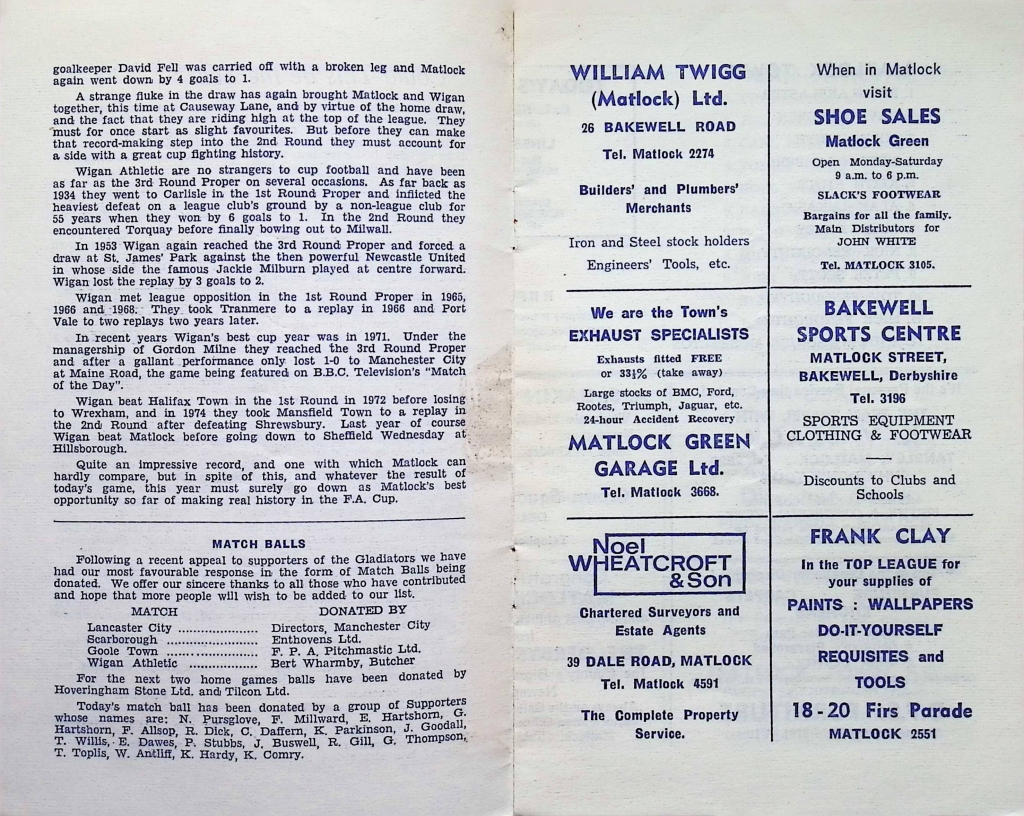 goalkeeper David Fell was carried off with a broken leg and Matlock
again went down by 4 goals to 1.
A strange fluke in the draw has again brought Matlock and Wigan
together, this time at Causeway Lane, and by virtue of the home draw,
and the fact that they are riding high at the top of the league. They
must for once start as slight favourites. But before they can make
that record-making step into the 2nd Round they must account for
a side with a great cup fighting history.
Wigan Athletic are no strangers to cup football and have been
as far as the 3rd Round Proper on several occasions. As far back as
1934 they went to Carlisle in the 1st Round Proper and inflicted the
heaviest defeat on a league club's ground by a non-league club for
55 years when they won by 6 goals to 1. In the 2nd Round they
encountered Torquay before finally bowing out to Milwall.
In 1953 Wigan again reached the 3rd Round Proper and forced a
draw at St. James' Park against the then powerful Newcastle United
in whose side the famous Jackie Milburn played at centre forward.
Wigan lost the replay by 3 goals to 2.
Wigan met league opposition in the 1st Round Proper in 1965,
1966 and 1968. They took Tranmere to a replay in 1966 and Port
Vale to two replays two years later.
In recent years Wigan's best cup year was in 1971. Under the
managership of Gordon Milne they reached the 3rd Round Proper
and after a gallant performance only lost 1-0 to Manchester City
at Maine Road, the game being featured on B.B.C. Television's "Match
of the Day".
Wigan beat Halifax Town in the 1st Round in 1972 before losing
to Wrexham, and in 1974 they took Mansfield Town to a replay in
the 2nd Round after defeating Shrewsbury. Last year of course
Wigan beat Matlock before going down to Sheffield Wednesday at
Hillsborough.
Quite an impressive record, and one with which Matlock can
hardly compare, but in spite of this, and whatever the result of
today's game, this year must surely go down as Matlock's best
opportunity so far of making real history in the F.A. Cup.
MATCH BALLS
Following a recent appeal to supporters of the Gladiators we have
had our most favourable response in the form of Match Balls being
donated. We offer our sincere thanks to all those who have contributed
and hope that more people will wish to be added to our list.
MATCH DONATED BY
Lancaster City ...................... Directors, Manchester City
Scarborough ......................... Enthovens Ltd.
Goole Town ......................... F. P. A. Pitchmastic Ltd.
Wigan Athletic ................... Bert Wharmby, Butcher
For the next two home games balls have been donated by
Hoveringham Stone Ltd. and Tilcon Ltd.
Today's match ball has been donated by a group of Supporters
whose names are: N. Pursglove, F. Millward, E. Hartshorn, G.
Hartshorn, F. Allsop, R. Dick, C. Daffern, K. Parkinson, J. Goodall,
T. Willis, E. Dawes, P. Stubbs, J. Buswell, R. Gill, G. Thompson,
T. Toplis, W. Antliff, K. Hardy, K. Comry.
WILLIAM TWIGG
(Matlock) Ltd.
26 BAKEWELL ROAD
Tel. Matlock 2274
Builders' and Plumbers'
Merchants
Iron and Steel stock holders
Engineers' Tools, etc.
When in Matlock
visit
SHOE SALES
Matlock Green
Open Monday-Saturday
9 a.m. to 6 p.m.
SLACK'S FOOTWEAR
Bargains for all the family.
Main Distributors for
JOHN WHITE
Tel. MATLOCK 3105.
We are the Town's
EXHAUST SPECIALISTS
Exhausts fitted FREE
or 33⅓% (take away)
Large stocks of BMC, Ford,
Rootes, Triumph, Jaguar, etc.
24-hour Accident Recovery
MATLOCK GREEN
GARAGE Ltd.
Tel. Matlock 3668.
BAKEWELL
SPORTS CENTRE
MATLOCK STREET,
BAKEWELL, Derbyshire
Tel. 3196
SPORTS EQUIPMENT
CLOTHING & FOOTWEAR
Discounts to Clubs and
Schools
Noel
WHEATCROFT
& Son
Chartered Surveyors and
Estate Agents
39 DALE ROAD, MATLOCK
Tel. Matlock 4591
The Complete Property
Service.
FRANK CLAY
In the TOP LEAGUE for
your supplies of
PAINTS : WALLPAPERS
DO-IT-YOURSELF
REQUISITES and
TOOLS
18-20 Firs Parade
MATLOCK 2551